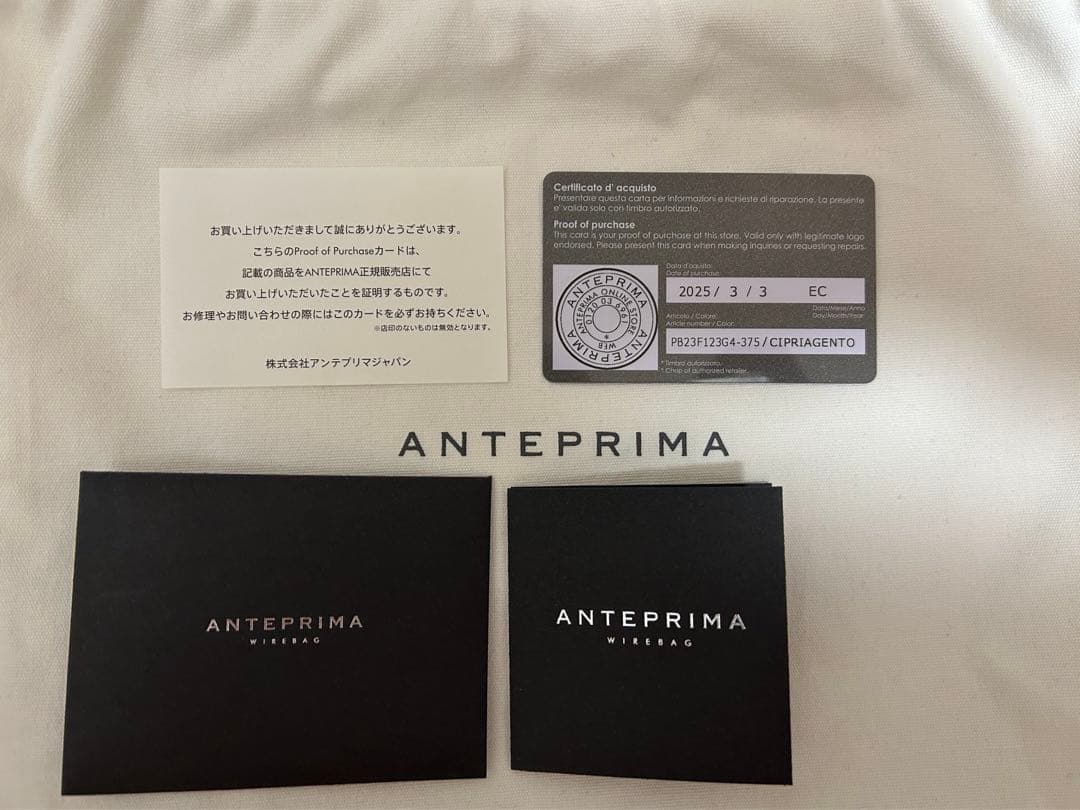 お買い上げいただきまして誠にありがとうございます。
こちらのProof of Purchaseカードは、
記載の商品をANTEPRIMA正規販売店にて
お買い上げいただいたことを証明するものです。
お修理やお問い合わせの際にはこのカードを必ずお持ちください。
※店印のないものは無効となります。
株式会社アンテプリマジャパン
Certificato d' acquisto
Presentare questa carta per informazioni e richieste di riparazione. La presente
e' valida solo con timbro autorizzato.
Proof of purchase
This card is your proof of purchase at this store. Valid only with legitimate logo
endorsed. Please present this card when making inquires or requesting repairs.
ANTEPRIMA
ANTEPRIMA
ANTEPRIMA ONLINE STORE
0120 03 6961
WEB
Data d'aquisto:
Date of purchase:
2025 / 3 / 3 EC
Data/Mese/Anno
Day/Month/Year
Articolo / Colore:
Article number / Color:
PB23F123G4-375 / CIPRIAGENTO
* Timbro autorizzato.
* Chop of authorized retailer.
ANTEPRIMA
ANTEPRIMA
WIREBAG
ANTEPRIMA
WIREBAG